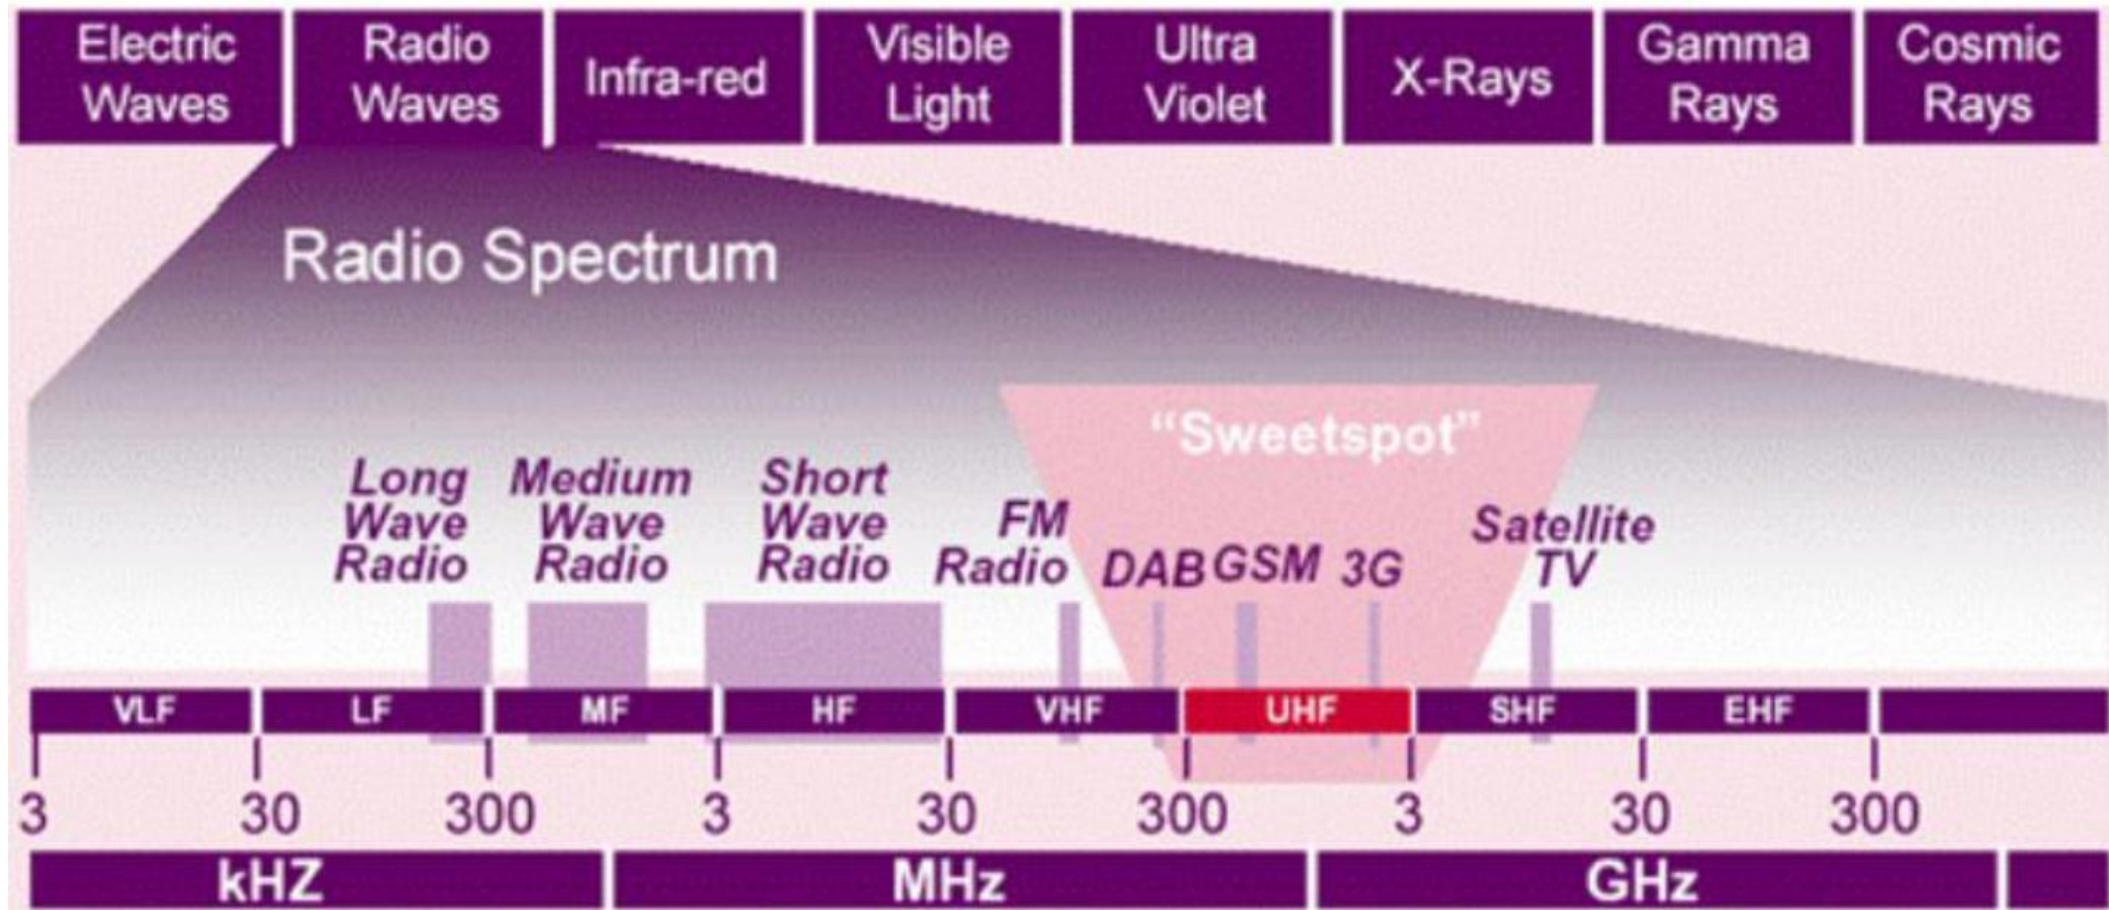 Electric
Waves
Radio
Waves
Infra-red
Visible
Light
Ultra
Violet
X-Rays
Gamma
Rays
Cosmic
Rays
Radio Spectrum
“Sweetspot”
Long
Wave
Radio
Medium
Wave
Radio
Short
Wave
Radio
FM
Radio
DAB
GSM
3G
Satellite
TV
VLF
LF
MF
HF
VHF
UHF
SHF
EHF
3
30
300
3
30
300
3
30
300
kHZ
MHz
GHz